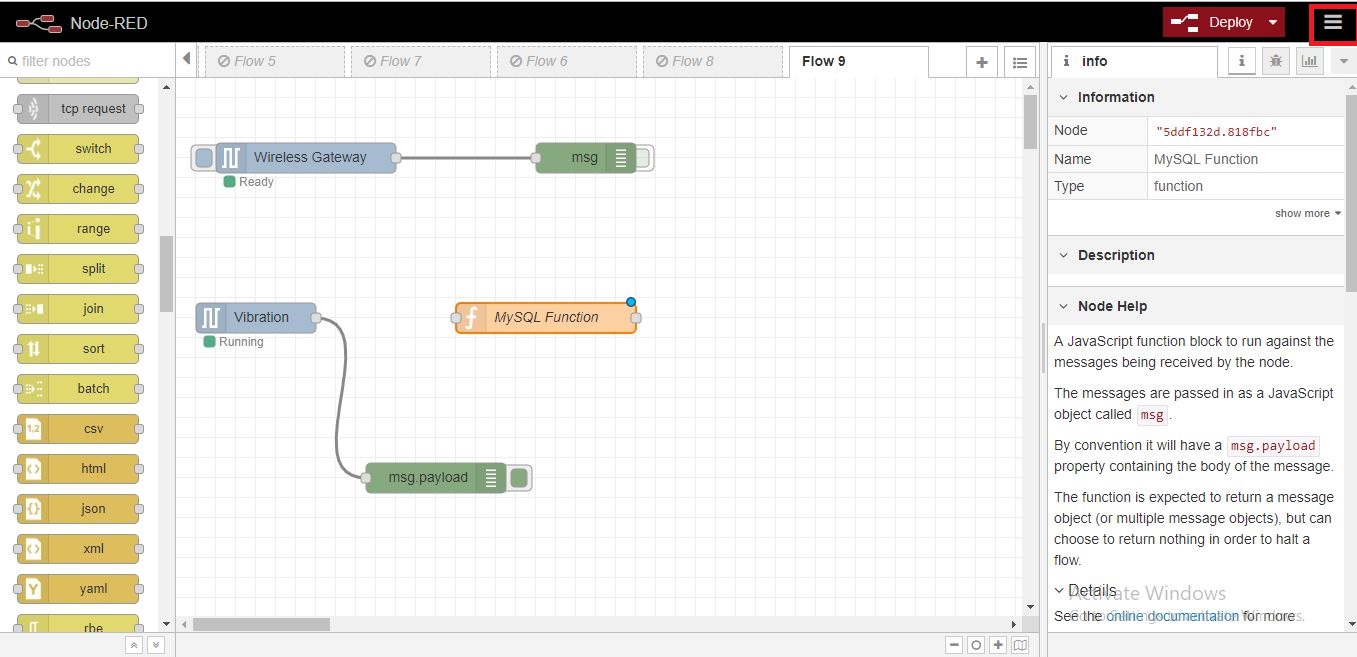 Node-RED
Deploy
filter nodes
Flow 5
Flow 7
Flow 6
Flow 8
Flow 9
info
tcp request
switch
change
range
split
join
sort
batch
csv
html
json
xml
yaml
rbe
Wireless Gateway
Ready
msg
Vibration
Running
MySQL Function
msg.payload
Information
Node "5ddf132d.818fbc"
Name MySQL Function
Type function
show more
Description
Node Help
A JavaScript function block to run against the
messages being received by the node.
The messages are passed in as a JavaScript
object called msg.
By convention it will have a msg.payload
property containing the body of the message.
The function is expected to return a message
object (or multiple message objects), but can
choose to return nothing in order to halt a
flow.
Details
Activate Windows
See the online documentation for more
Go to Settings to activate Windows.